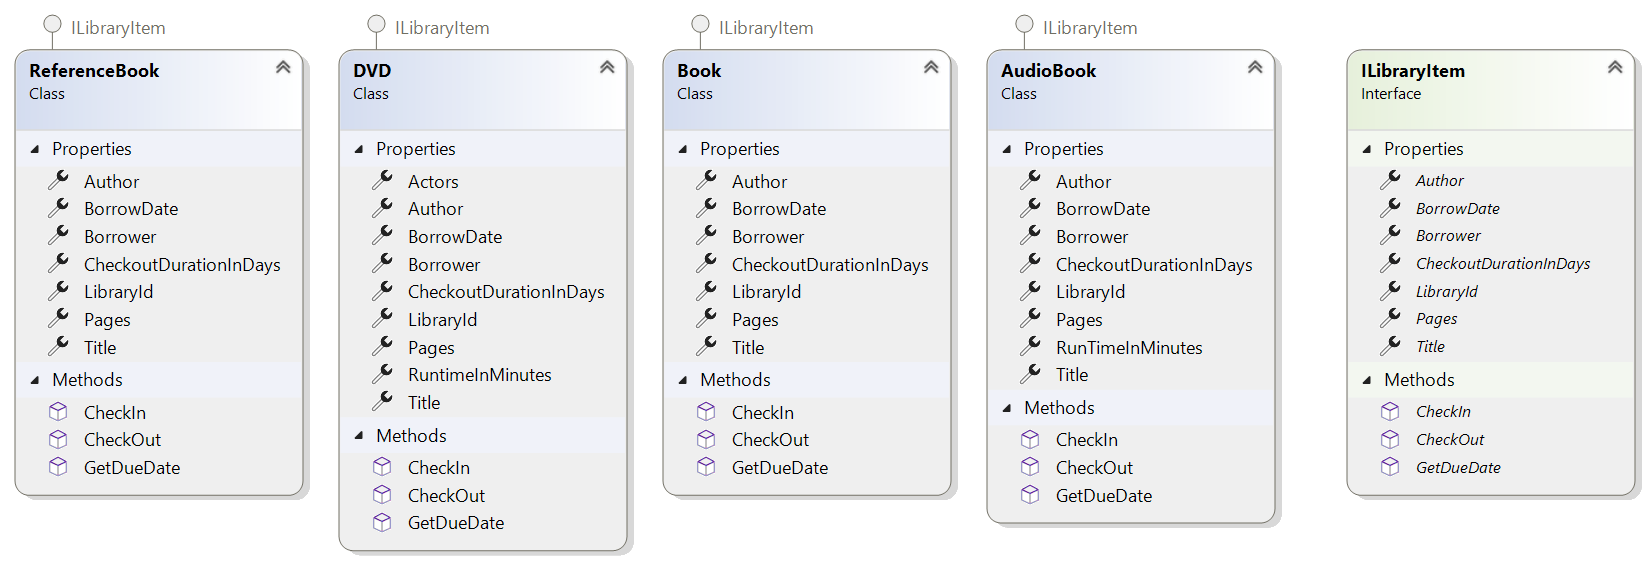 ILibraryItem
ReferenceBook
Class
Properties
Author
BorrowDate
Borrower
CheckoutDurationInDays
LibraryId
Pages
Title
Methods
CheckIn
CheckOut
GetDueDate
ILibraryItem
DVD
Class
Properties
Actors
Author
BorrowDate
Borrower
CheckoutDurationInDays
LibraryId
Pages
RuntimeInMinutes
Title
Methods
CheckIn
CheckOut
GetDueDate
ILibraryItem
Book
Class
Properties
Author
BorrowDate
Borrower
CheckoutDurationInDays
LibraryId
Pages
Title
Methods
CheckIn
CheckOut
GetDueDate
ILibraryItem
AudioBook
Class
Properties
Author
BorrowDate
Borrower
CheckoutDurationInDays
LibraryId
Pages
RunTimeInMinutes
Title
Methods
CheckIn
CheckOut
GetDueDate
ILibraryItem
Interface
Properties
Author
BorrowDate
Borrower
CheckoutDurationInDays
LibraryId
Pages
Title
Methods
CheckIn
CheckOut
GetDueDate